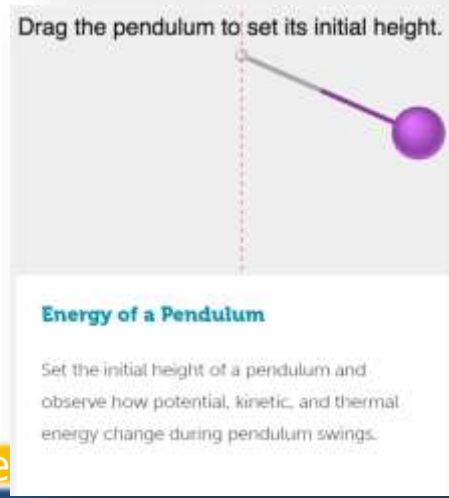 Drag the pendulum to set its initial height.
Energy of a Pendulum
Set the initial height of a pendulum and
observe how potential, kinetic, and thermal
energy change during pendulum swings.
e